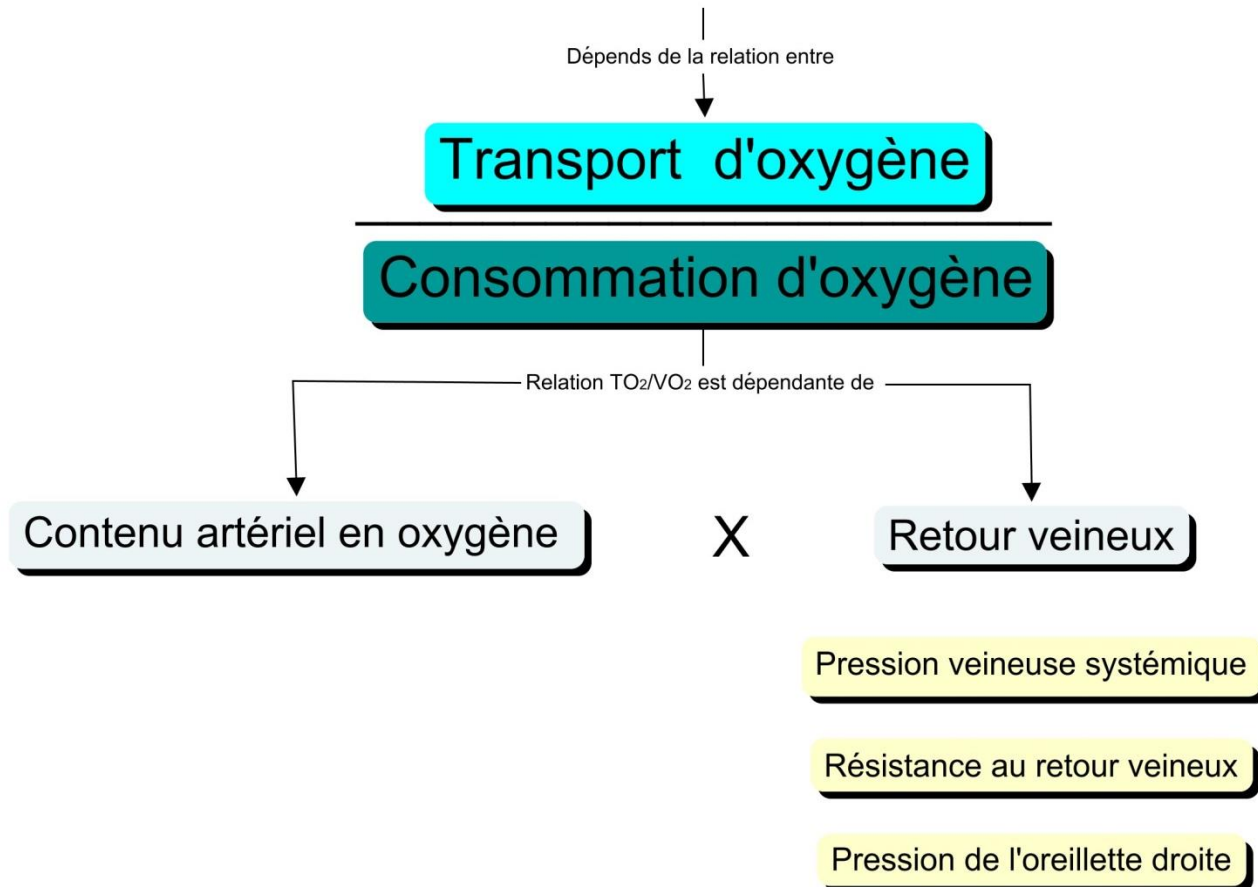 Dépends de la relation entre
Transport d'oxygène
Consommation d'oxygène
Relation TO₂/VO₂ est dépendante de
Contenu artériel en oxygène X Retour veineux
Pression veineuse systémique
Résistance au retour veineux
Pression de l'oreillette droite